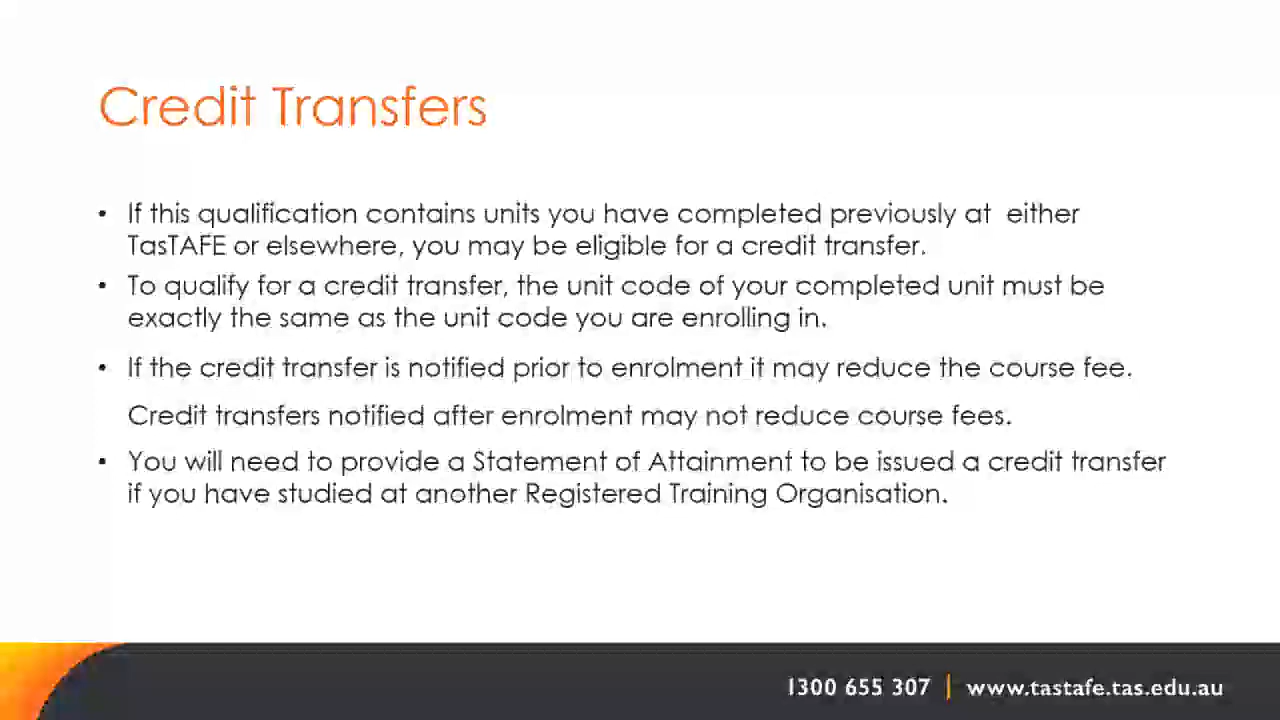 Credit Transfers
• If this qualification contains units you have completed previously at either
TasTAFE or elsewhere, you may be eligible for a credit transfer.
• To qualify for a credit transfer, the unit code of your completed unit must be
exactly the same as the unit code you are enrolling in.
• If the credit transfer is notified prior to enrolment it may reduce the course fee.
Credit transfers notified after enrolment may not reduce course fees.
• You will need to provide a Statement of Attainment to be issued a credit transfer
if you have studied at another Registered Training Organisation.
1300 655 307 | www.tastafe.tas.edu.au